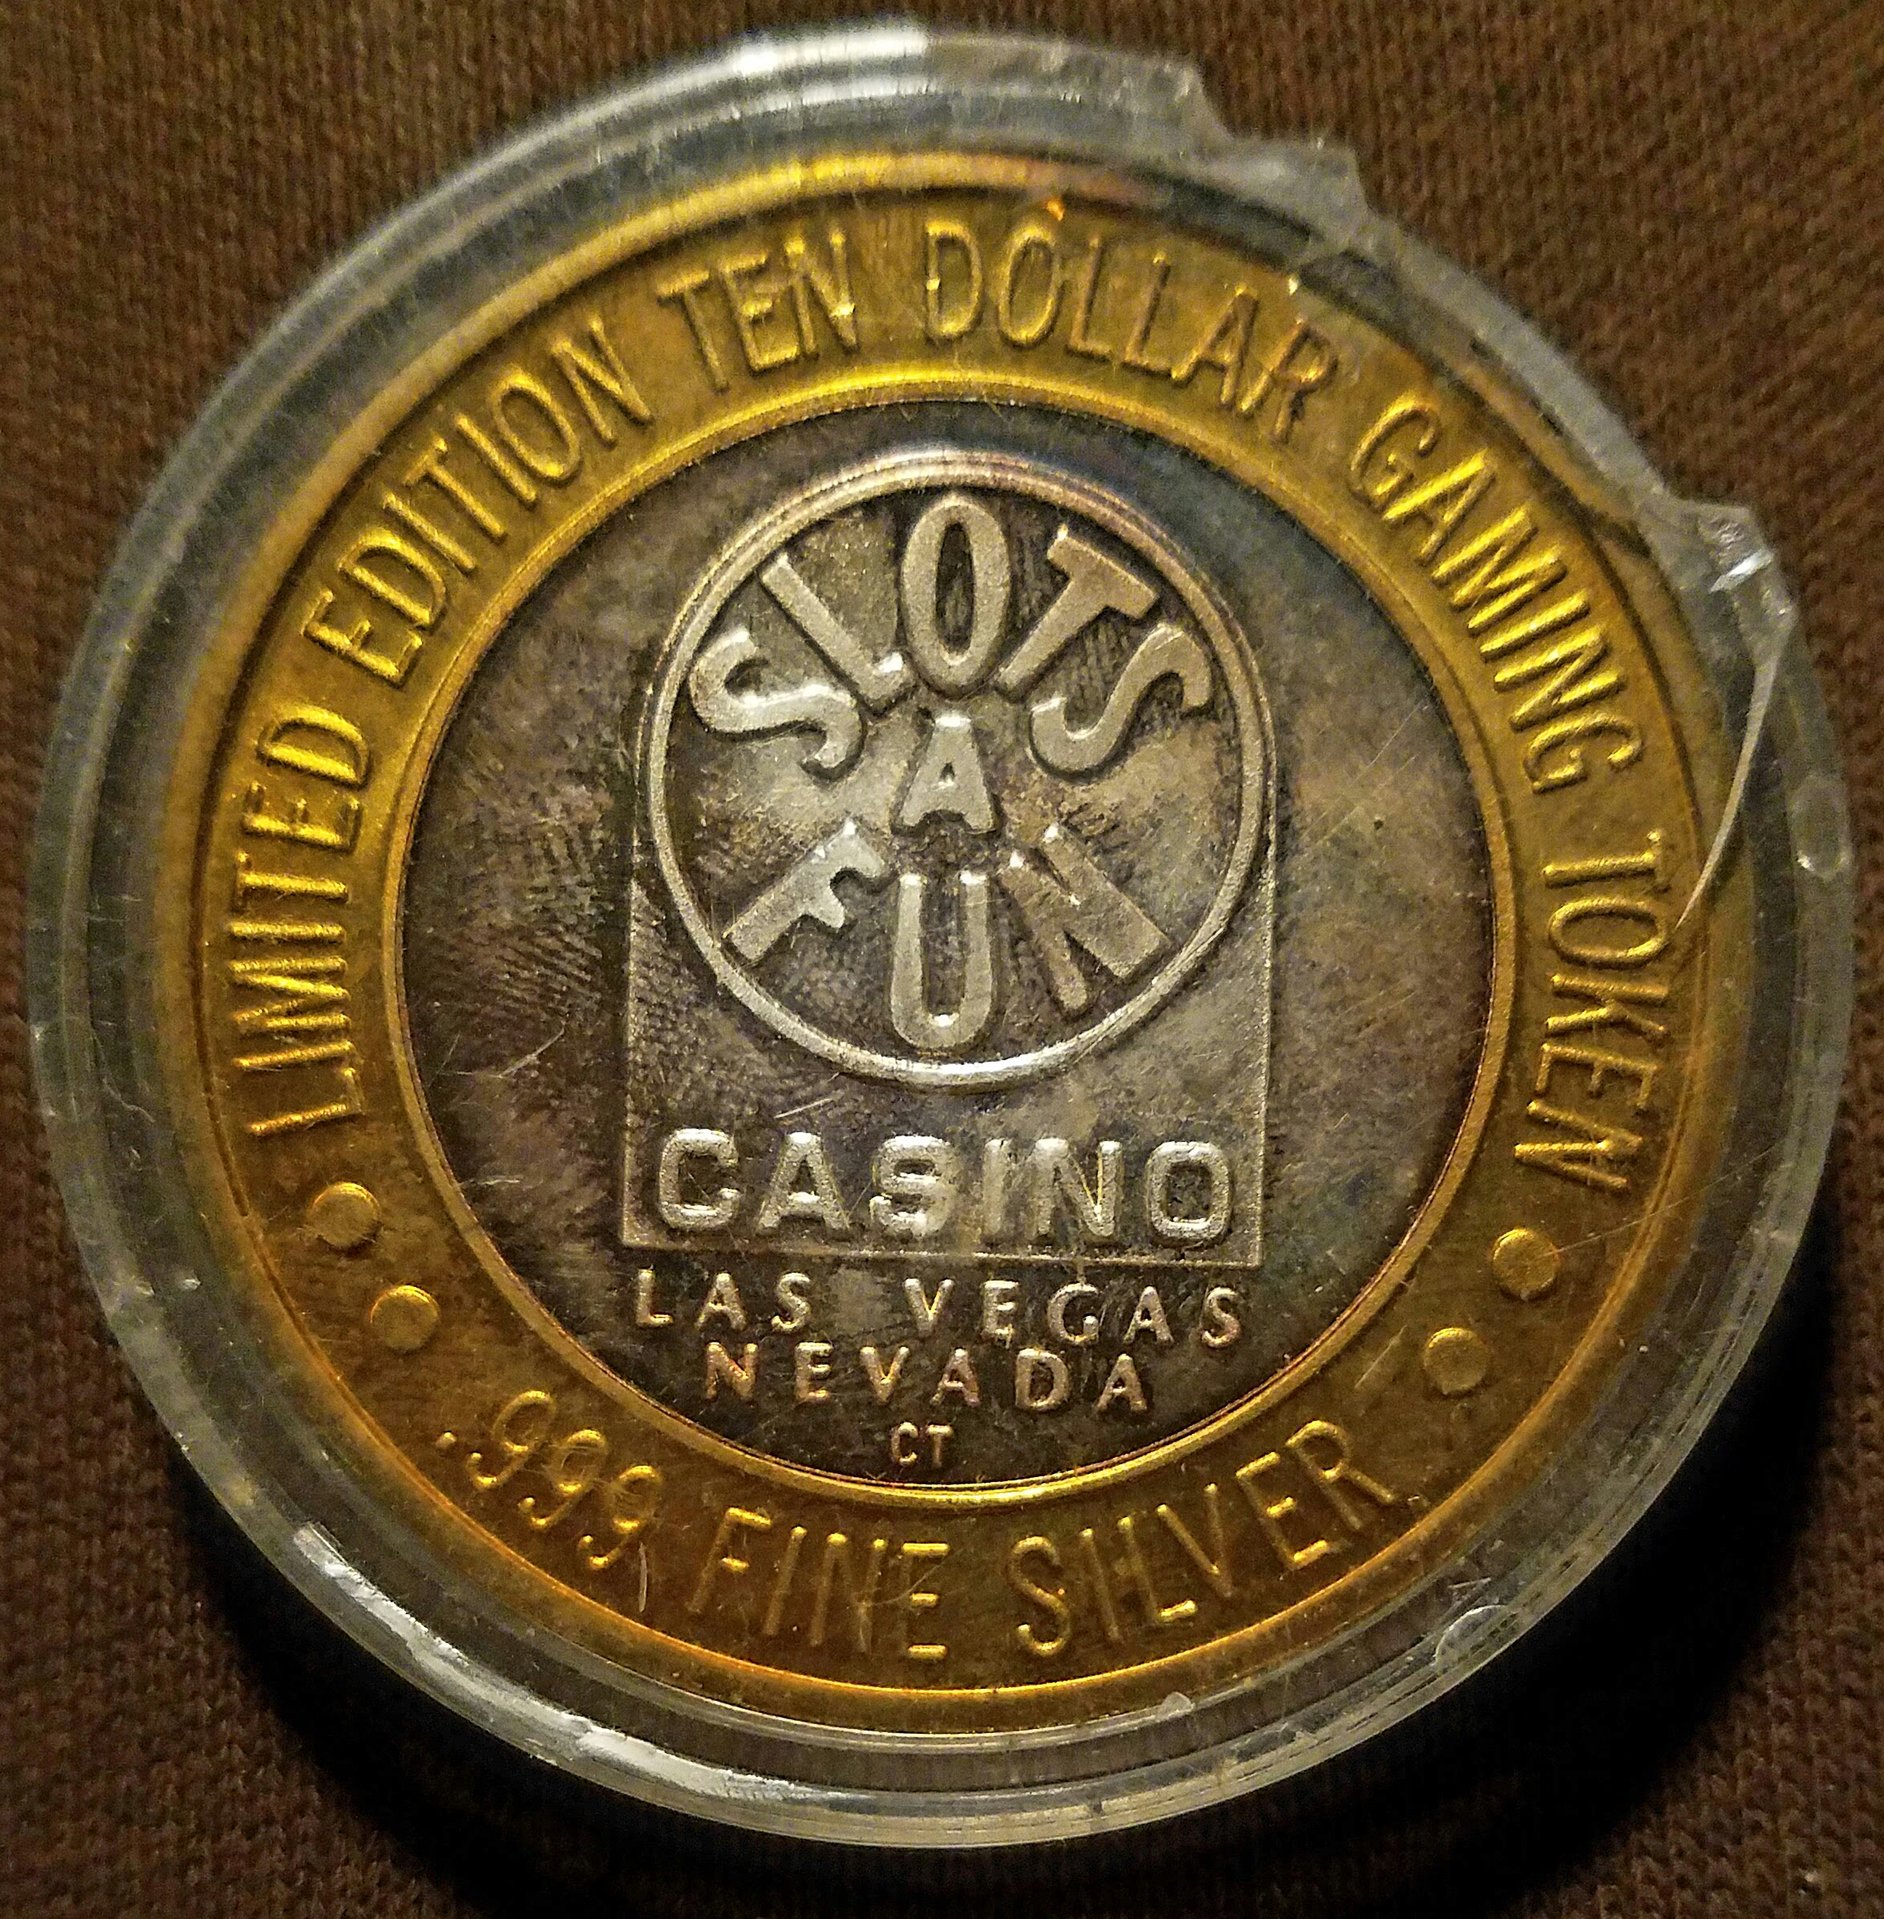 LIMITED EDITION TEN DOLLAR GAMING TOKEN
SLOTS
A
FUN
CASINO
LAS VEGAS
NEVADA
CT
.999 FINE SILVER